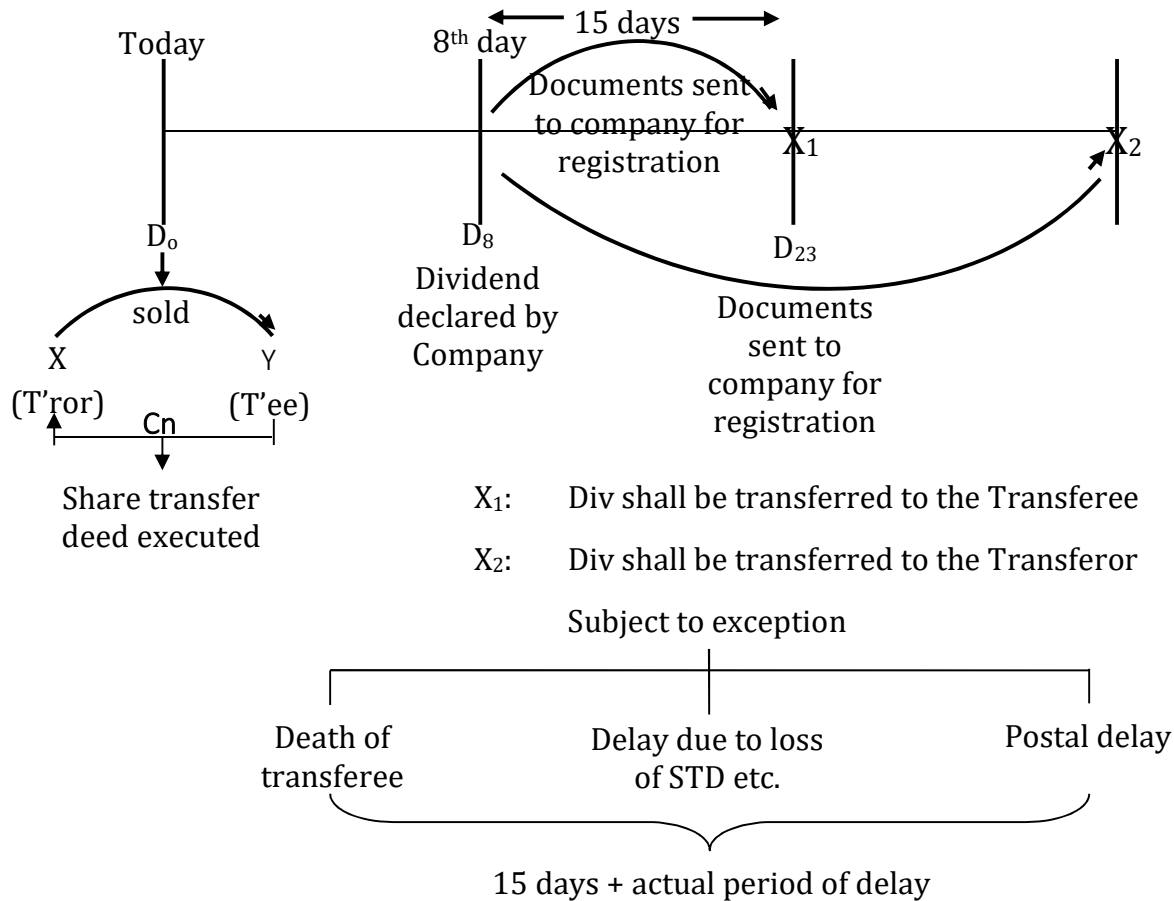 15 days
Today
8th day
Documents sent
to company for
registration
X1
X2
Do
D8
D23
sold
Dividend
declared by
Company
Documents
sent to
company for
registration
X
Y
(T’ror)
(T’ee)
Cn
Share transfer
deed executed
X1: Div shall be transferred to the Transferee
X2: Div shall be transferred to the Transferor
Subject to exception
Death of
transferee
Delay due to loss
of STD etc.
Postal delay
15 days + actual period of delay